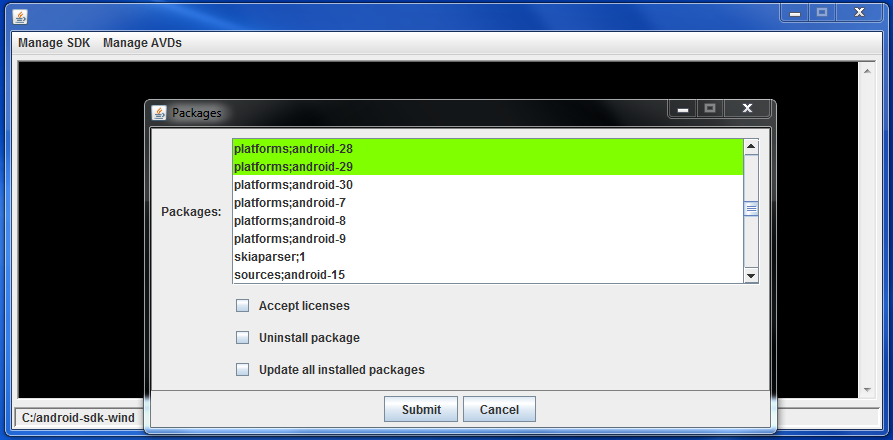 Manage SDK Manage AVDs
Packages
platforms;android-28
platforms;android-29
platforms;android-30
Packages:
platforms;android-7
platforms;android-8
platforms;android-9
skiaparser;1
sources;android-15
Accept licenses
Uninstall package
Update all installed packages
Submit Cancel
C:/android-sdk-wind